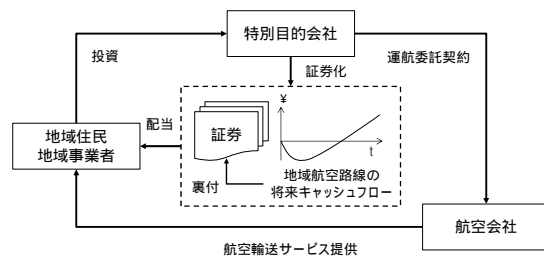 特別目的会社
投資
証券化
運航委託契約
¥
配当
証券
t
地域住民
地域事業者
裏付
地域航空路線の
将来キャッシュフロー
航空会社
航空輸送サービス提供